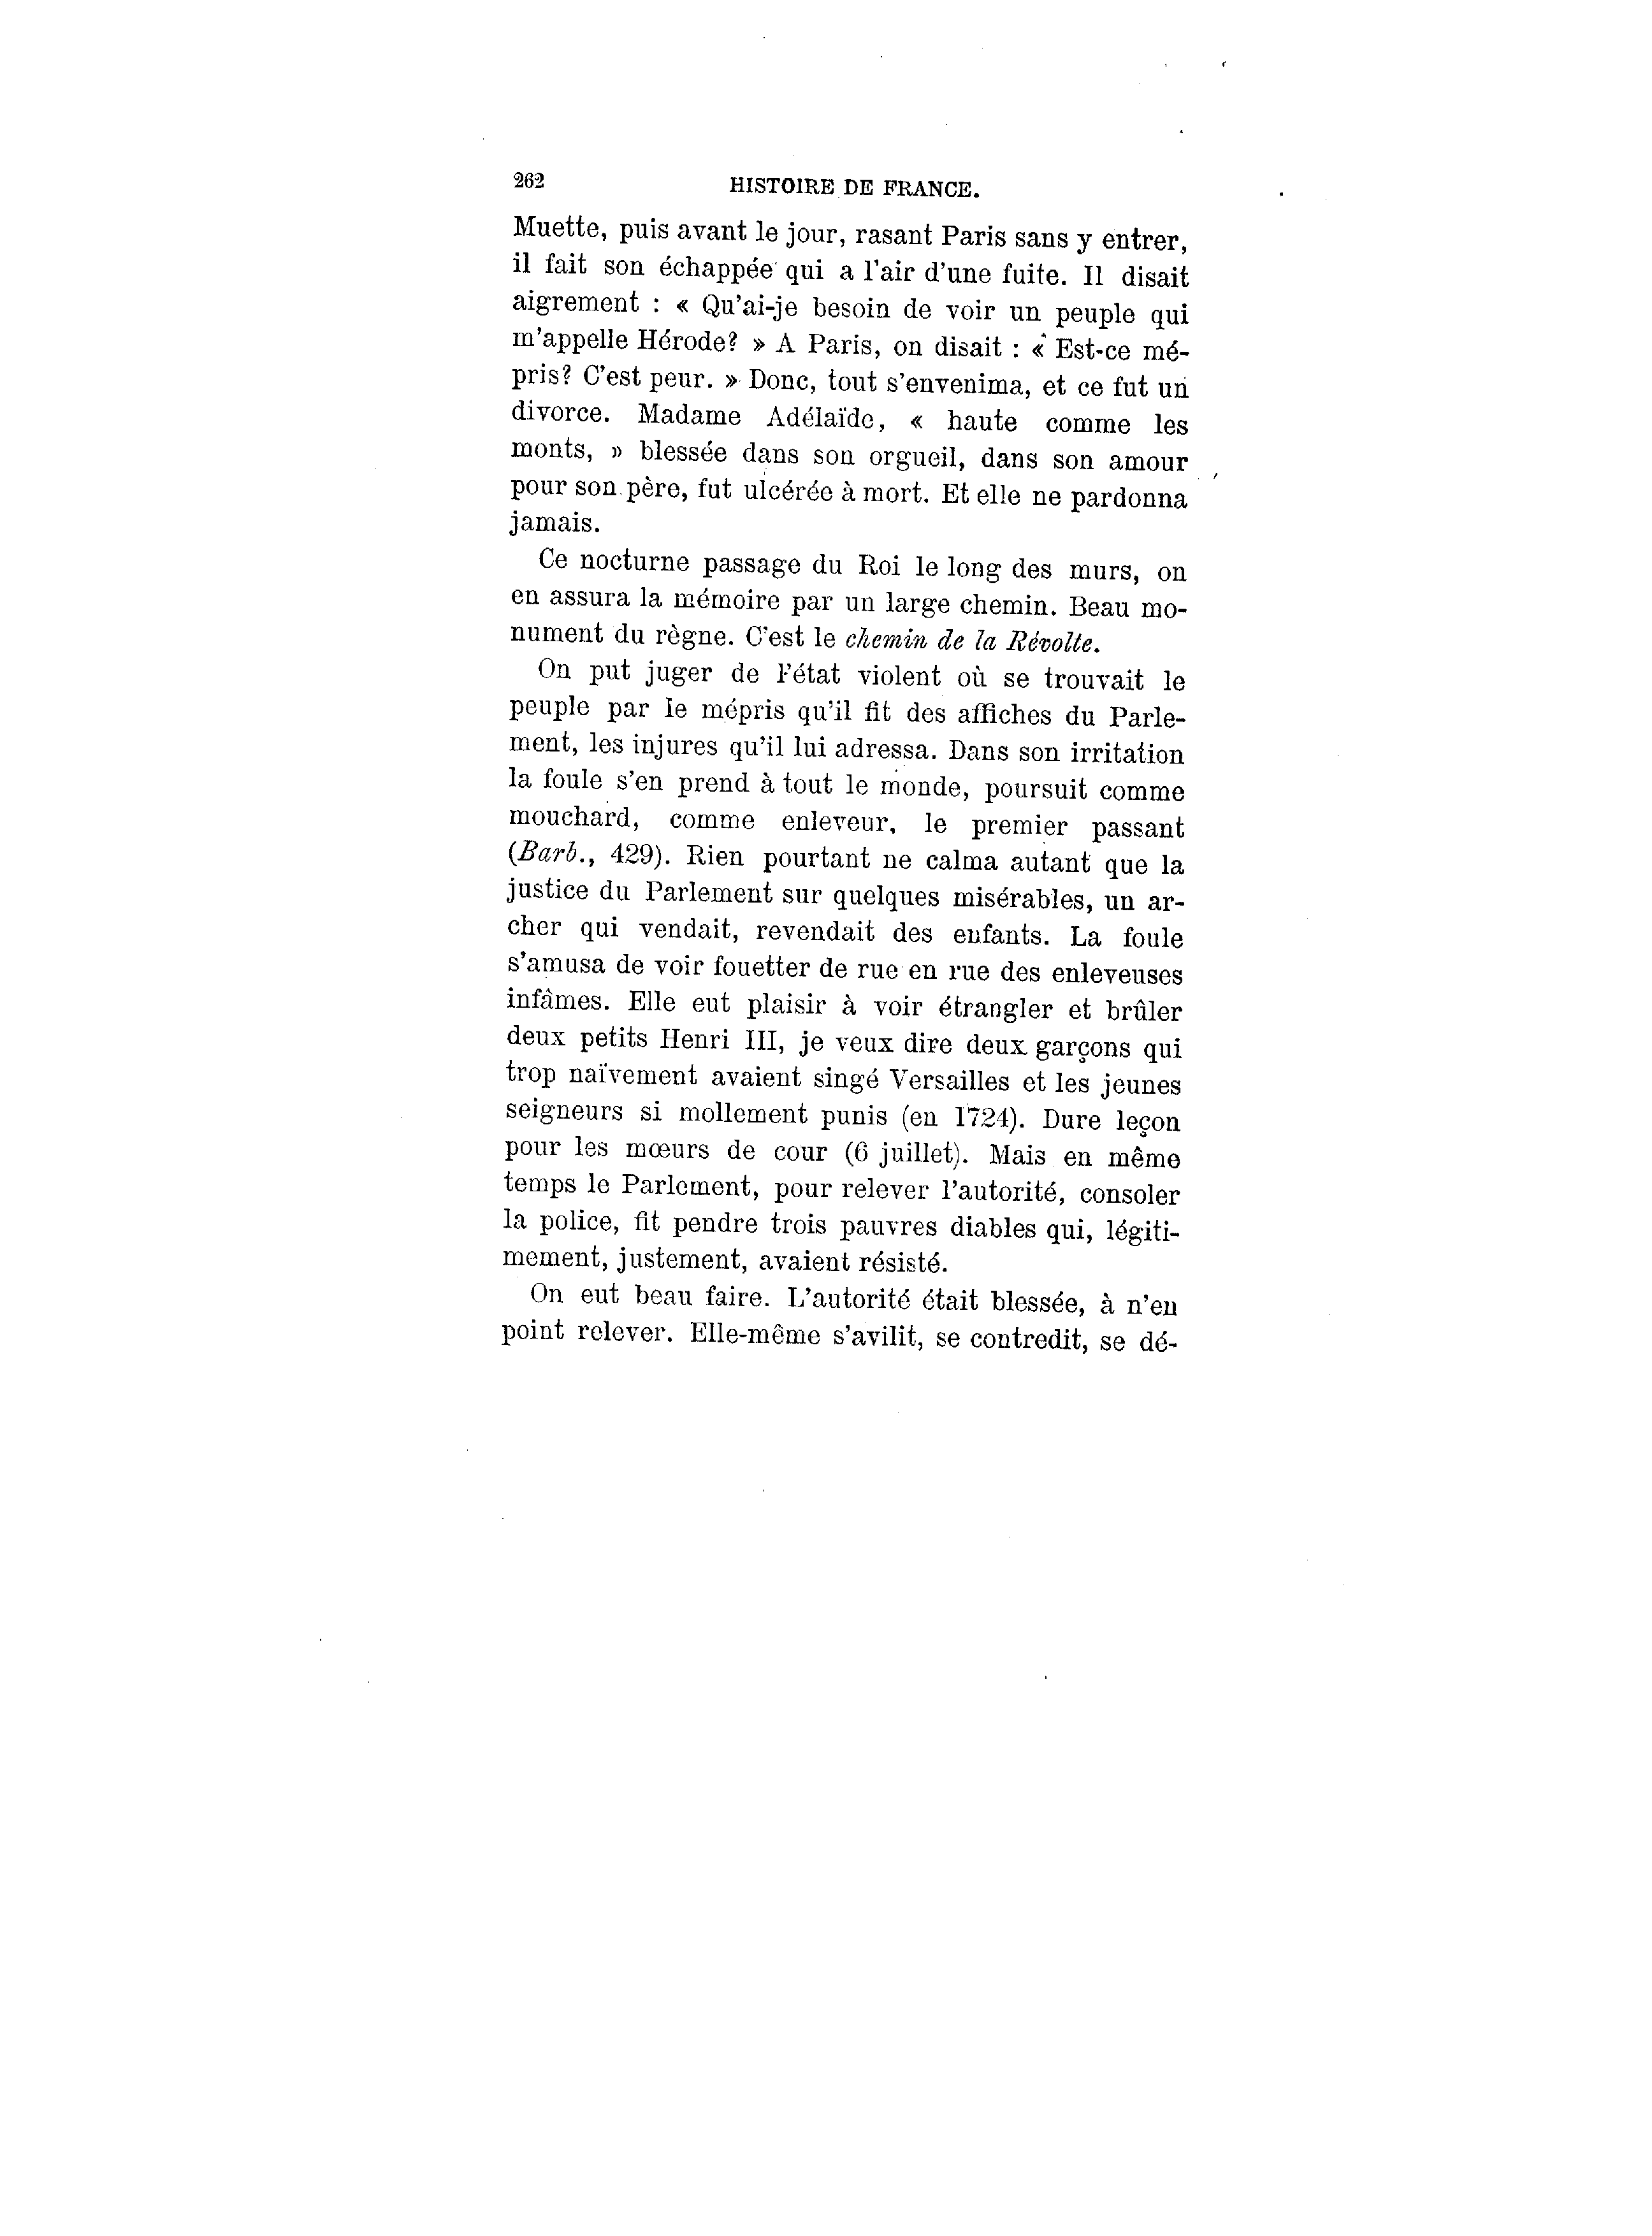 262
HISTOIRE DE FRANCE.
Muette, puis avant le jour, rasant Paris sans y entrer,
il fait son échappée qui a l'air d'une fuite. Il disait
aigrement : « Qu'ai-je besoin de voir un peuple qui
m'appelle Hérode? » A Paris, on disait : « Est-ce mé-
pris? C'est peur. » Donc, tout s'envenima, et ce fut un
divorce. Madame Adélaïde, « haute comme les
monts, » blessée dans son orgueil, dans son amour
pour son père, fut ulcérée à mort. Et elle ne pardonna
jamais.
Ce nocturne passage du Roi le long des murs, on
en assura la mémoire par un large chemin. Beau mo-
nument du règne. C'est le chemin de la Révolte.
On put juger de l'état violent où se trouvait le
peuple par le mépris qu'il fit des affiches du Parle-
ment, les injures qu'il lui adressa. Dans son irritation
la foule s'en prend à tout le monde, poursuit comme
mouchard, comme enleveur, le premier passant
(Barb., 429). Rien pourtant ne calma autant que la
justice du Parlement sur quelques misérables, un ar-
cher qui vendait, revendait des enfants. La foule
s'amusa de voir fouetter de rue en rue des enleveuses
infâmes. Elle eut plaisir à voir étrangler et brûler
deux petits Henri III, je veux dire deux garçons qui
trop naïvement avaient singé Versailles et les jeunes
seigneurs si mollement punis (en 1724). Dure leçon
pour les mœurs de cour (6 juillet). Mais en même
temps le Parlement, pour relever l'autorité, consoler
la police, fit pendre trois pauvres diables qui, légiti-
mement, justement, avaient résisté.
On eut beau faire. L'autorité était blessée, à n'en
point relever. Elle-même s'avilit, se contredit, se dé-